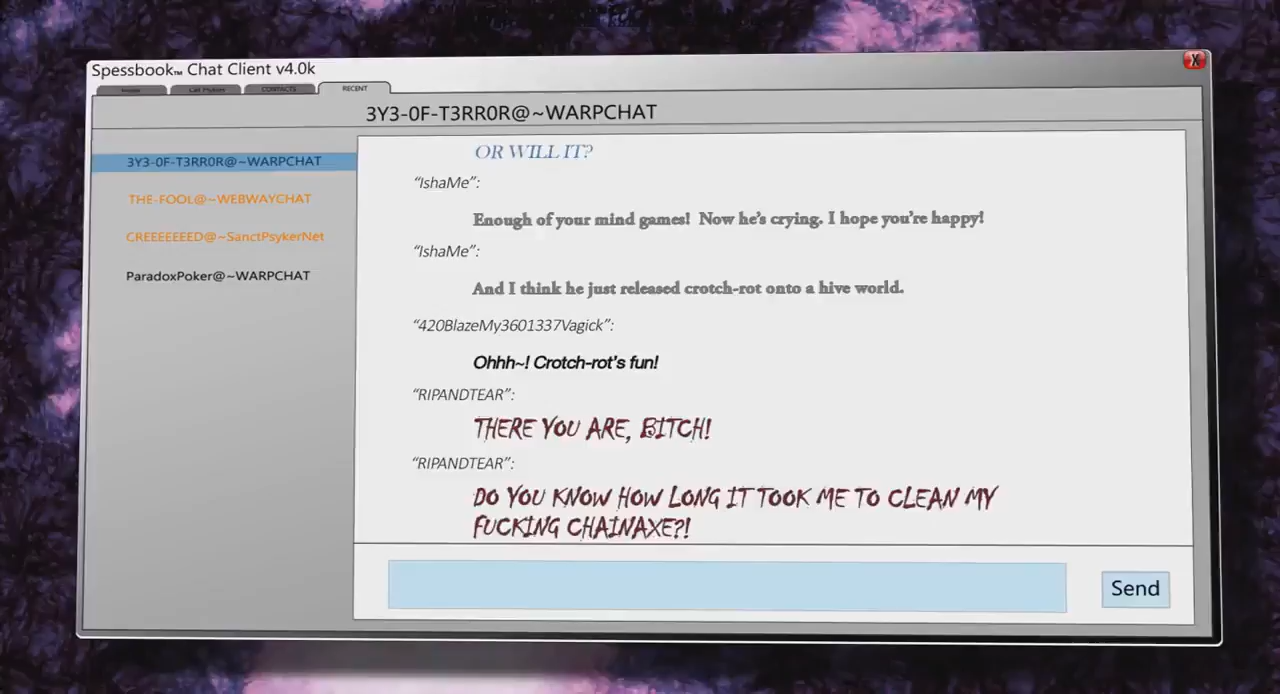 Spessbook™ Chat Client v4.0k
Home
CONTACTS
RECENT
3Y3-0F-T3RR0R@~WARPCHAT
3Y3-0F-T3RR0R@~WARPCHAT
THE-FOOL@~WEBWAYCHAT
CREEEEEED@~SanctPsykerNet
ParadoxPoker@~WARPCHAT
OR WILL IT?
“IshaMe”:
Enough of your mind games! Now he's crying. I hope you're happy!
“IshaMe”:
And I think he just released crotch-rot onto a hive world.
“420BlazeMy3601337Vagick”:
Ohhh~! Crotch-rot's fun!
“RIPANDTEAR”:
THERE YOU ARE, BITCH!
“RIPANDTEAR”:
DO YOU KNOW HOW LONG IT TOOK ME TO CLEAN MY
FUCKING CHAINAXE?!
Send
X